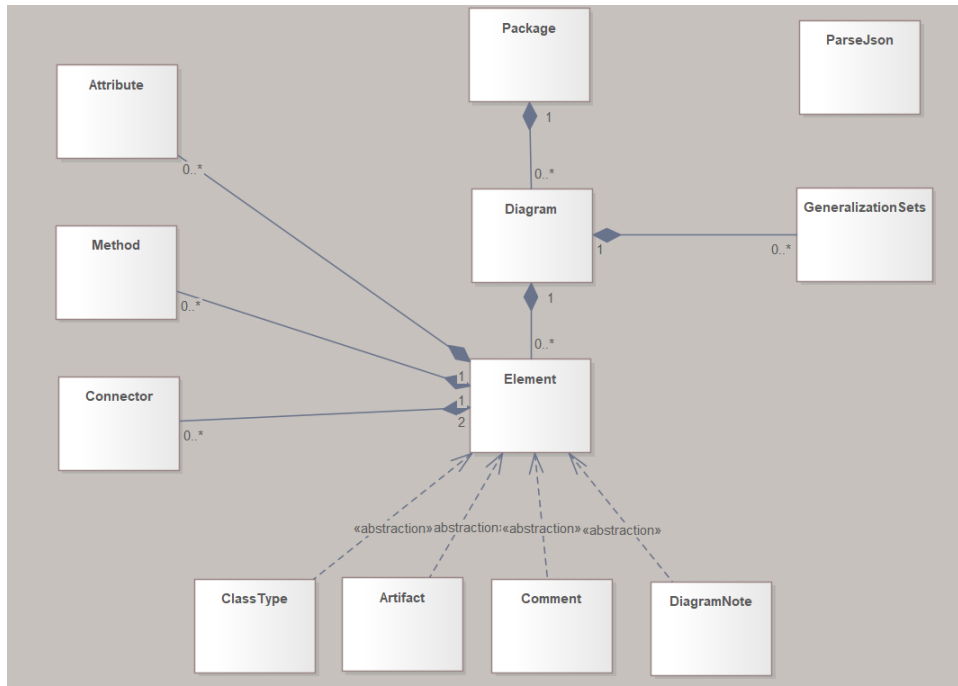 Package
ParseJson
Attribute
1
0..*
0..*
Diagram
GeneralizationSets
Method
1
0..*
0..*
1
0..*
Element
1
Connector
1
2
0..*
«abstraction»
abstraction»
«abstraction»
«abstraction»
ClassType
Artifact
Comment
DiagramNote